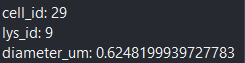 cell_id: 29
lys_id: 9
diameter_um: 0.6248199939727783